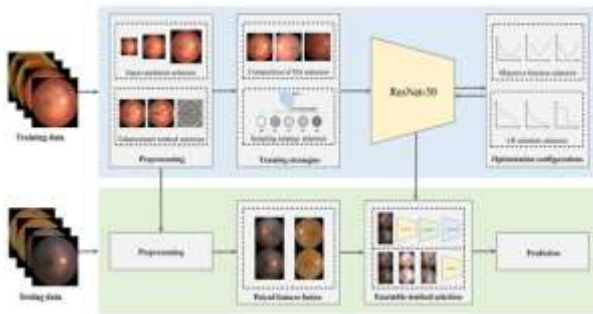 Training data
Input resolution selection
Enhancement method selection
Preprocessing
Composition of DA selection
Sampling strategy selection
Training strategies
ResNet-50
Objective function selection
LR schedule selection
Optimization configurations
Testing data
Preprocessing
Paired feature fusion
Ensemble method selection
Prediction